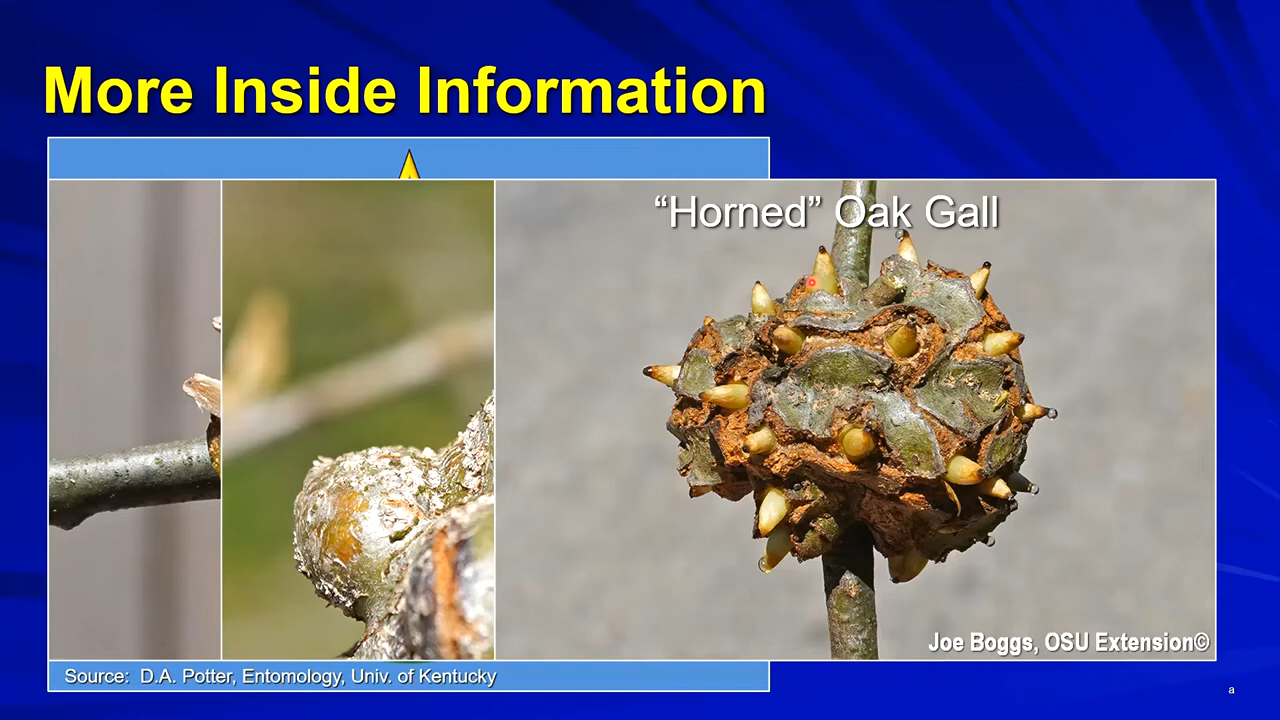 More Inside Information
“Horned” Oak Gall
Joe Boggs, OSU Extension©
Source: D.A. Potter, Entomology, Univ. of Kentucky
a